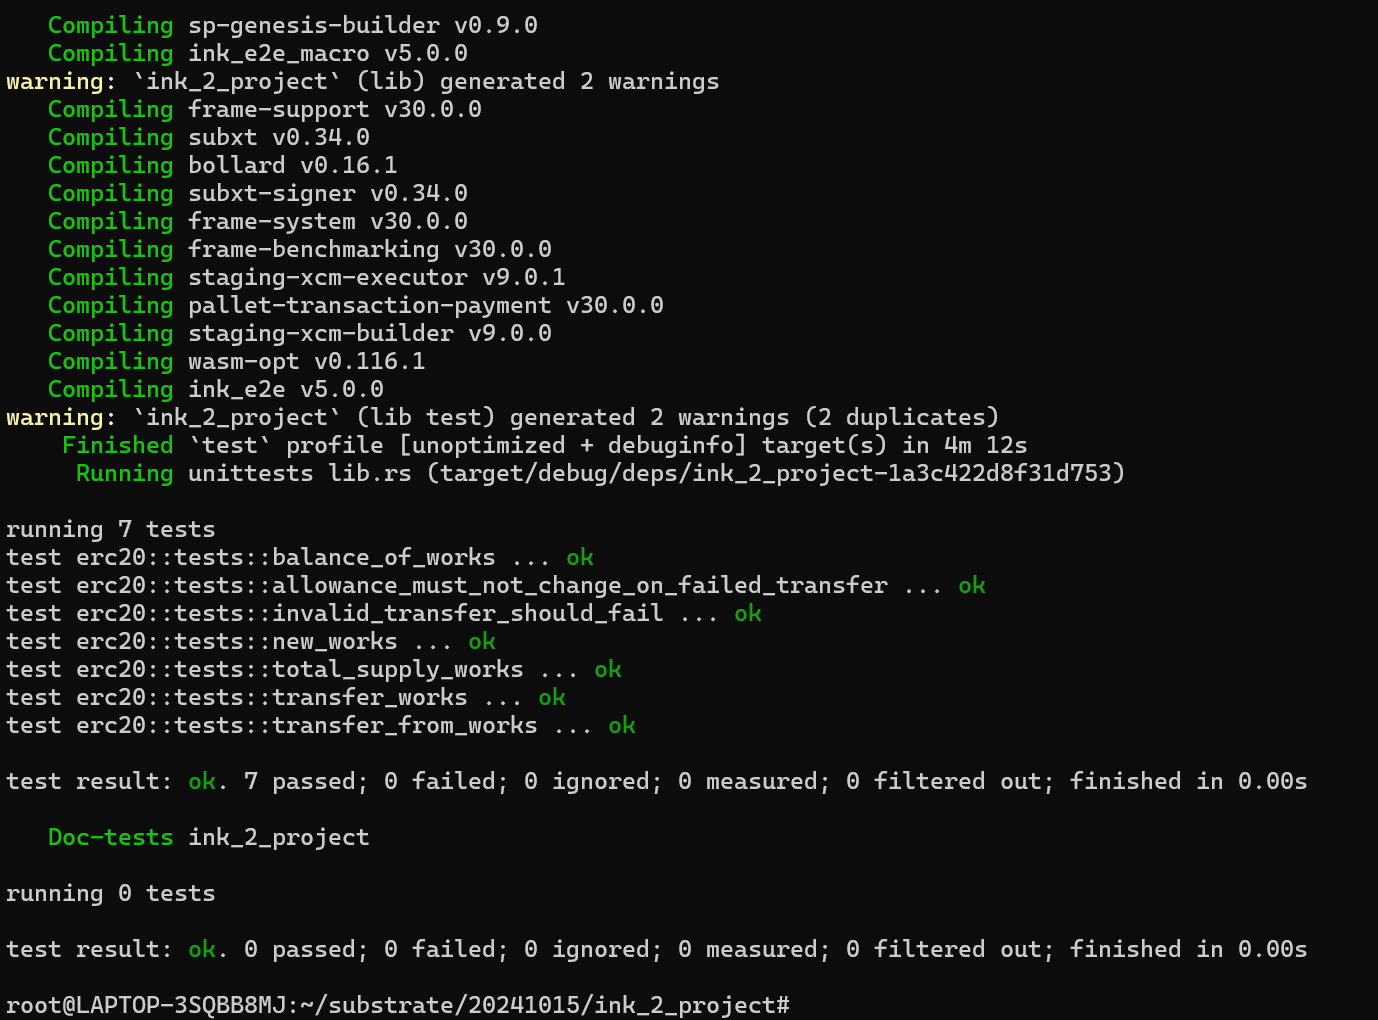 Compiling sp-genesis-builder v0.9.0
Compiling ink_e2e_macro v5.0.0
warning: `ink_2_project` (lib) generated 2 warnings
Compiling frame-support v30.0.0
Compiling subxt v0.34.0
Compiling bollard v0.16.1
Compiling subxt-signer v0.34.0
Compiling frame-system v30.0.0
Compiling frame-benchmarking v30.0.0
Compiling staging-xcm-executor v9.0.1
Compiling pallet-transaction-payment v30.0.0
Compiling staging-xcm-builder v9.0.0
Compiling wasm-opt v0.116.1
Compiling ink_e2e v5.0.0
warning: `ink_2_project` (lib test) generated 2 warnings (2 duplicates)
Finished `test` profile [unoptimized + debuginfo] target(s) in 4m 12s
Running unittests lib.rs (target/debug/deps/ink_2_project-1a3c422d8f31d753)
running 7 tests
test erc20::tests::balance_of_works ... ok
test erc20::tests::allowance_must_not_change_on_failed_transfer ... ok
test erc20::tests::invalid_transfer_should_fail ... ok
test erc20::tests::new_works ... ok
test erc20::tests::total_supply_works ... ok
test erc20::tests::transfer_works ... ok
test erc20::tests::transfer_from_works ... ok
test result: ok. 7 passed; 0 failed; 0 ignored; 0 measured; 0 filtered out; finished in 0.00s
Doc-tests ink_2_project
running 0 tests
test result: ok. 0 passed; 0 failed; 0 ignored; 0 measured; 0 filtered out; finished in 0.00s
root@LAPTOP-3SQBB8MJ:~/substrate/20241015/ink_2_project#